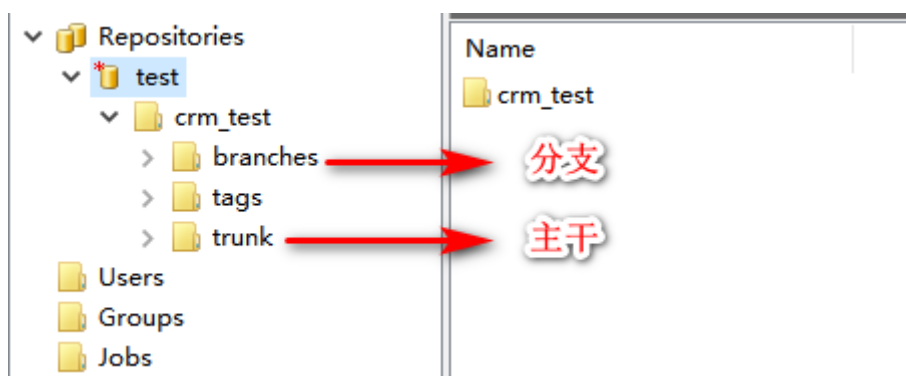 Repositories
test
crm_test
branches
tags
trunk
Users
Groups
Jobs
Name
crm_test
分支
主干